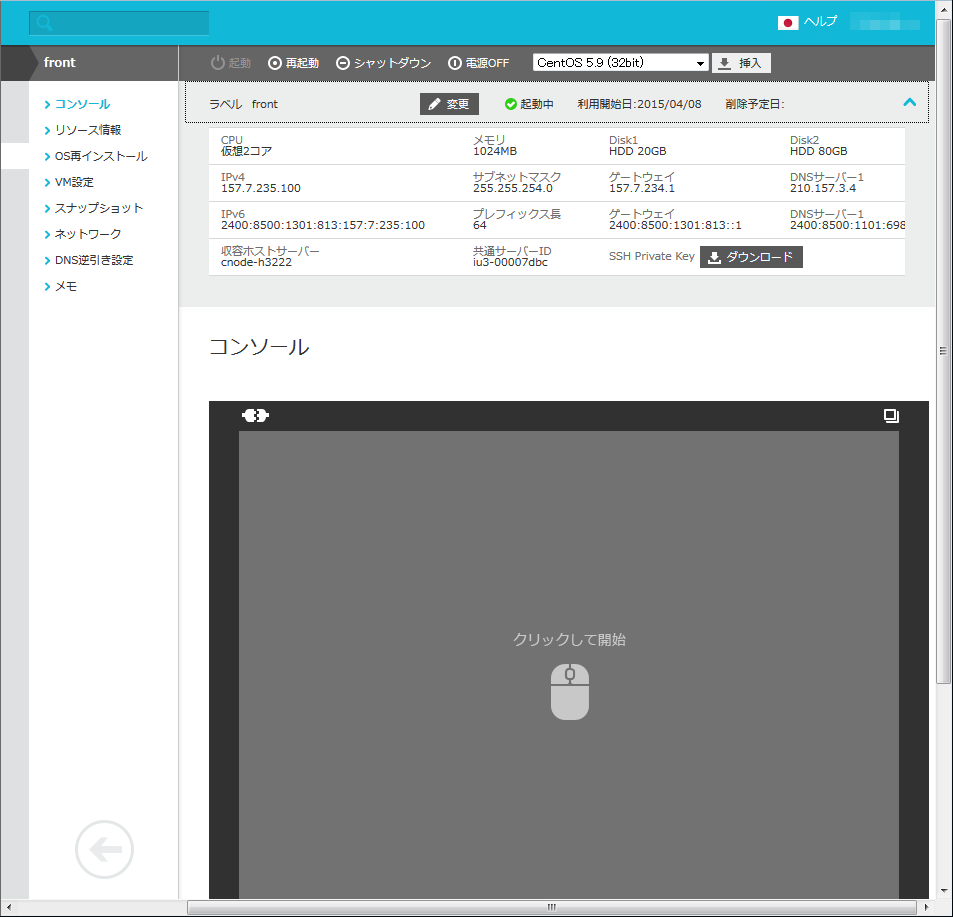 ヘルプ
front
起動 再起動 シャットダウン 電源OFF CentOS 5.9 (32bit) 挿入
コンソール
リソース情報
OS再インストール
VM設定
スナップショット
ネットワーク
DNS逆引き設定
メモ
ラベル front 変更 起動中 利用開始日:2015/04/08 削除予定日:
CPU メモリ Disk1 Disk2
仮想2コア 1024MB HDD 20GB HDD 80GB
IPv4 サブネットマスク ゲートウェイ DNSサーバー1
157.7.235.100 255.255.254.0 157.7.234.1 210.157.3.4
IPv6 プレフィックス長 ゲートウェイ DNSサーバー1
2400:8500:1301:813:157:7:235:100 64 2400:8500:1301:813::1 2400:8500:1101:698
収容ホストサーバー 共通サーバーID SSH Private Key ダウンロード
cnode-h3222 iu3-00007dbc
コンソール
クリックして開始